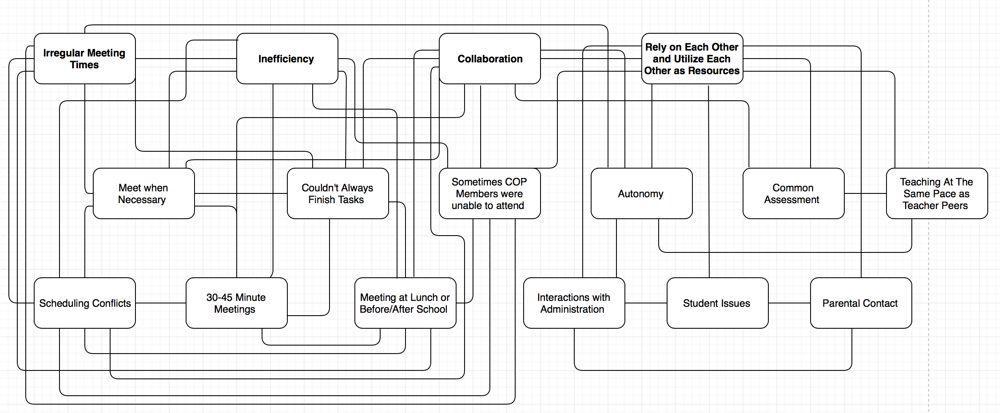 Irregular Meeting
Times
Inefficiency
Collaboration
Rely on Each Other
and Utilize Each
Other as Resources
Meet when
Necessary
Couldn't Always
Finish Tasks
Sometimes COP
Members were
unable to attend
Autonomy
Common
Assessment
Teaching At The
Same Pace as
Teacher Peers
Scheduling Conflicts
30-45 Minute
Meetings
Meeting at Lunch or
Before/After School
Interactions with
Administration
Student Issues
Parental Contact